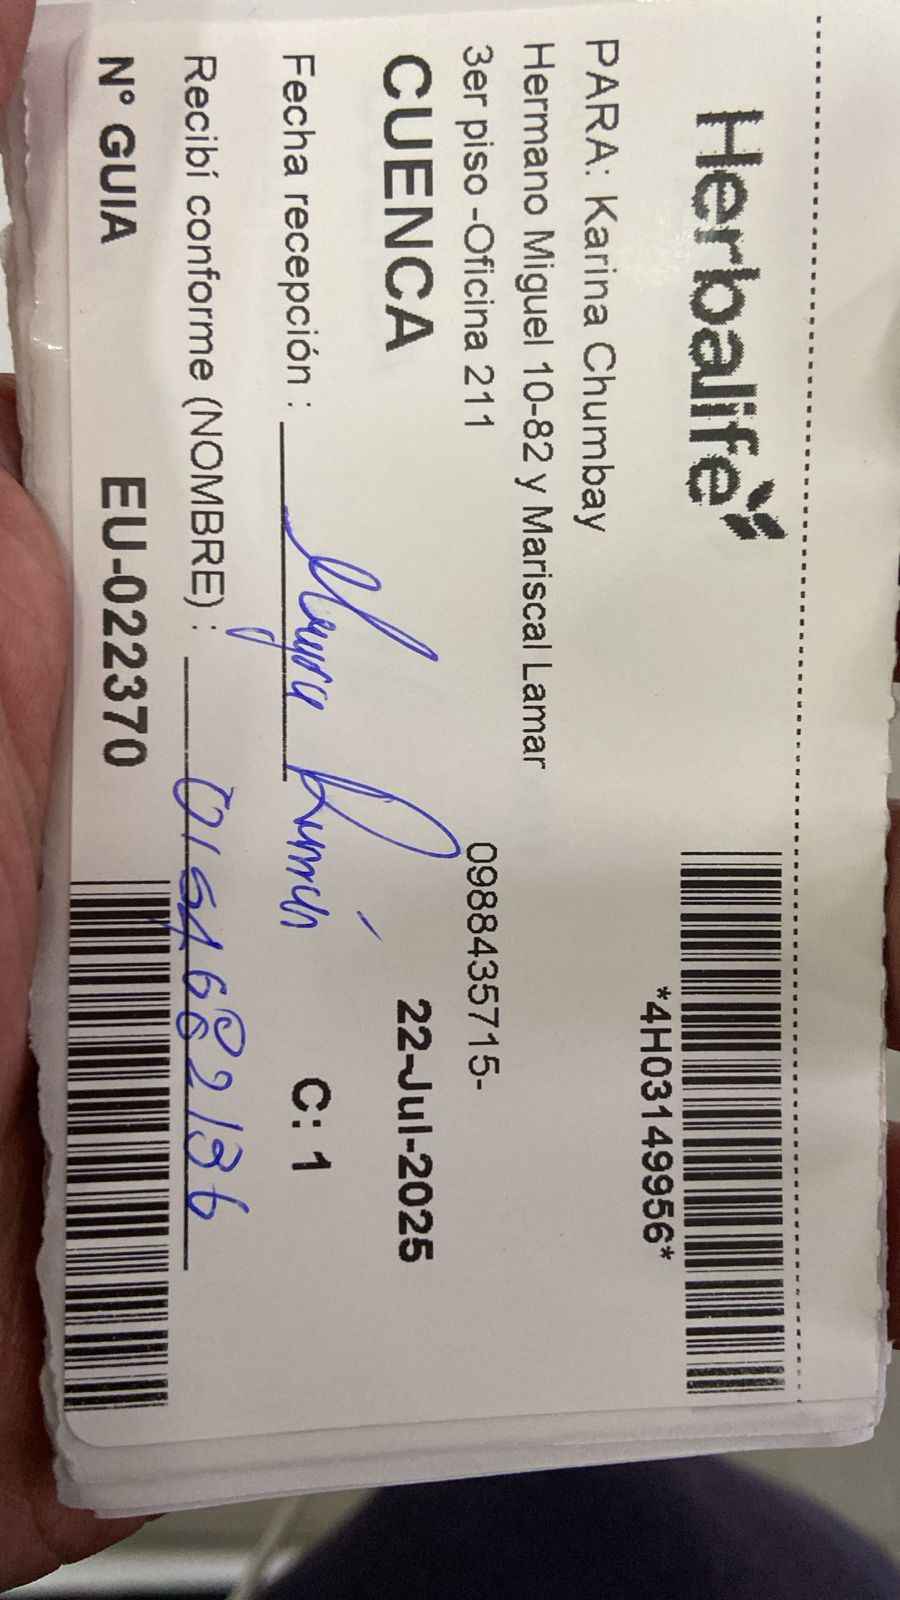 Herbalife
*4H03149956*
PARA: Karina Chumbay
Hermano Miguel 10-82 y Mariscal Lamar
3er piso -Oficina 211 0988435715-
CUENCA 22-Jul-2025
Fecha recepción : Mayra C: 1
Recibí conforme (NOMBRE) :
Nº GUIA EU-022370